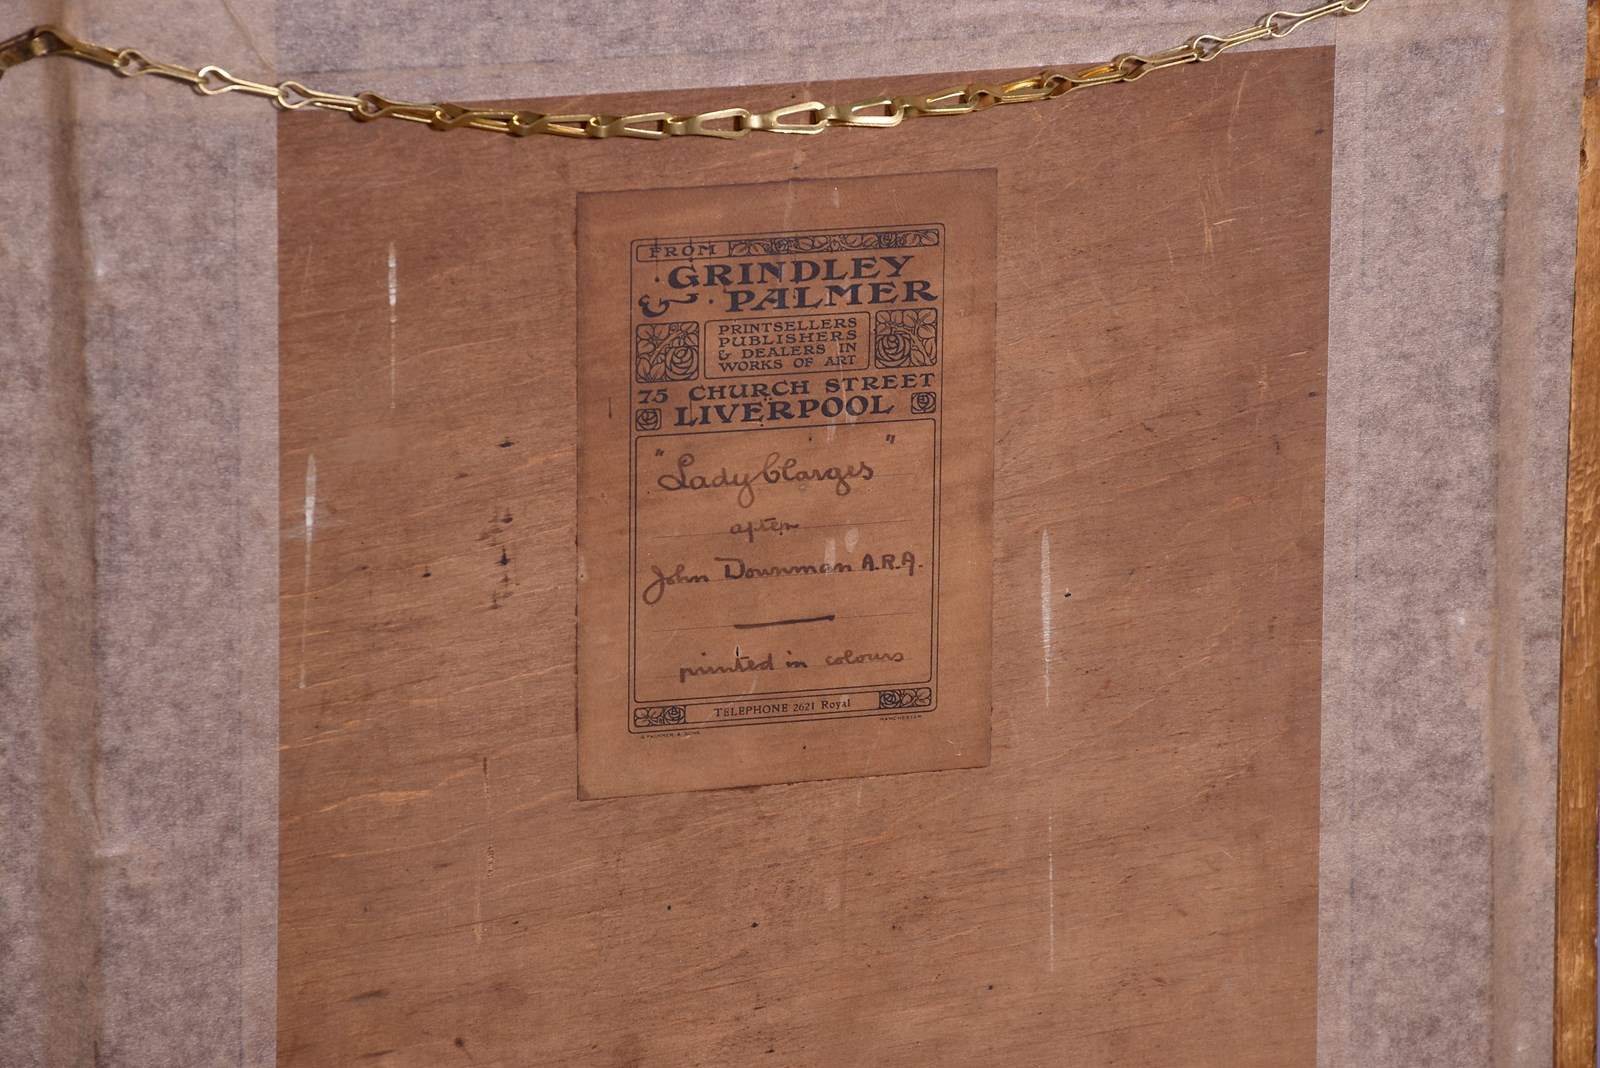 FROM
GRINDLEY
& PALMER
PRINTSELLERS
PUBLISHERS
& DEALERS IN
WORKS OF ART
75 CHURCH STREET
LIVERPOOL
"Lady Clarges"
after
John Downman A.R.A.
printed in colours
TELEPHONE 2621 Royal
MANCHESTER